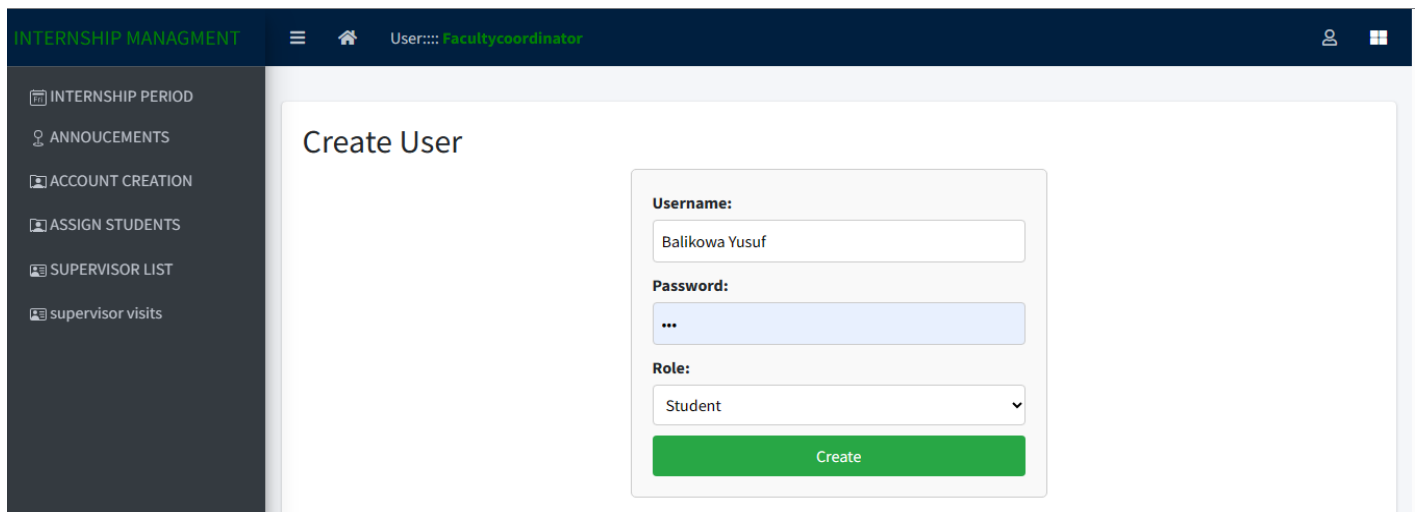 INTERNSHIP MANAGMENT
User:::: Facultycoordinator
INTERNSHIP PERIOD
ANNOUCEMENTS
ACCOUNT CREATION
ASSIGN STUDENTS
SUPERVISOR LIST
supervisor visits
Create User
Username:
Balikowa Yusuf
Password:
•••
Role:
Student
Create